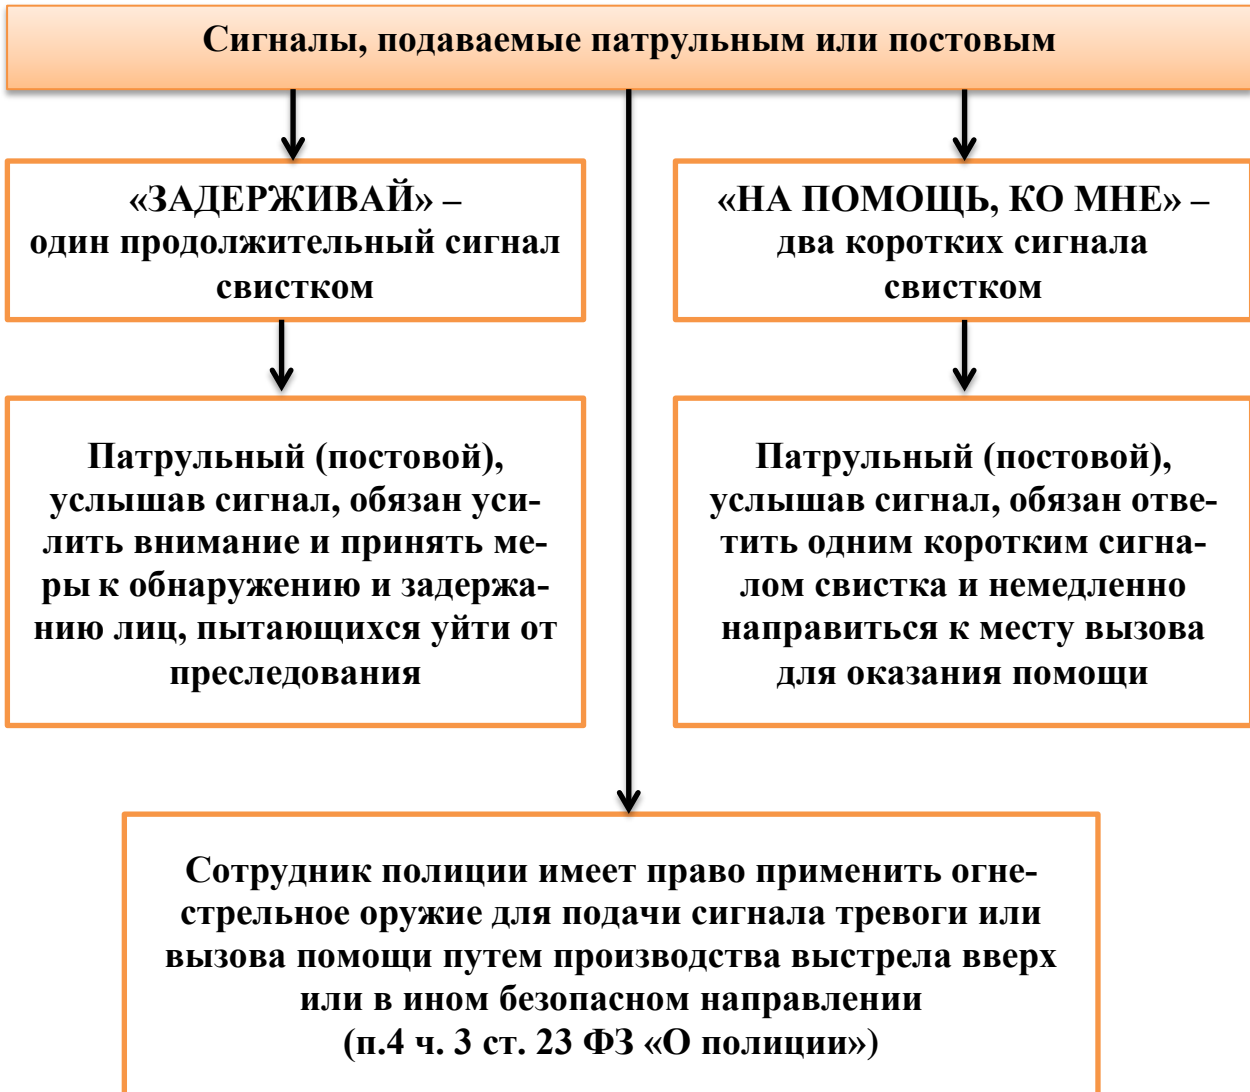 Сигналы, подаваемые патрульным или постовым
«ЗАДЕРЖИВАЙ» –
один продолжительный сигнал
свистком
«НА ПОМОЩЬ, КО МНЕ» –
два коротких сигнала
свистком
Патрульный (постовой),
услышав сигнал, обязан уси-
лить внимание и принять ме-
ры к обнаружению и задержа-
нию лиц, пытающихся уйти от
преследования
Патрульный (постовой),
услышав сигнал, обязан отве-
тить одним коротким сигна-
лом свистка и немедленно
направиться к месту вызова
для оказания помощи
Сотрудник полиции имеет право применить огне-
стрельное оружие для подачи сигнала тревоги или
вызова помощи путем производства выстрела вверх
или в ином безопасном направлении
(п.4 ч. 3 ст. 23 ФЗ «О полиции»)